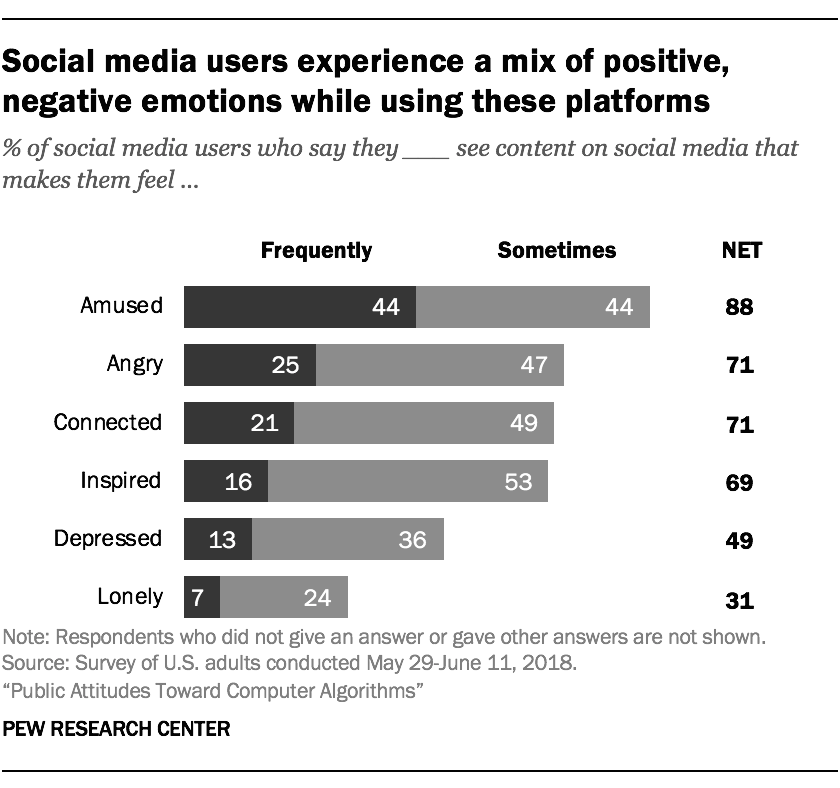 Social media users experience a mix of positive,
negative emotions while using these platforms
% of social media users who say they ___ see content on social media that
makes them feel ...
Frequently Sometimes NET
Amused 44 44 88
Angry 25 47 71
Connected 21 49 71
Inspired 16 53 69
Depressed 13 36 49
Lonely 7 24 31
Note: Respondents who did not give an answer or gave other answers are not shown.
Source: Survey of U.S. adults conducted May 29-June 11, 2018.
“Public Attitudes Toward Computer Algorithms”
PEW RESEARCH CENTER